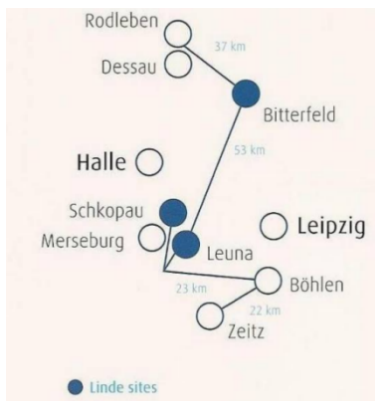 Rodleben
37 km
Dessau
Bitterfeld
53 km
Halle
Schkopau
Leipzig
Merseburg
Leuna
Böhlen
23 km
22 km
Zeitz
Linde sites